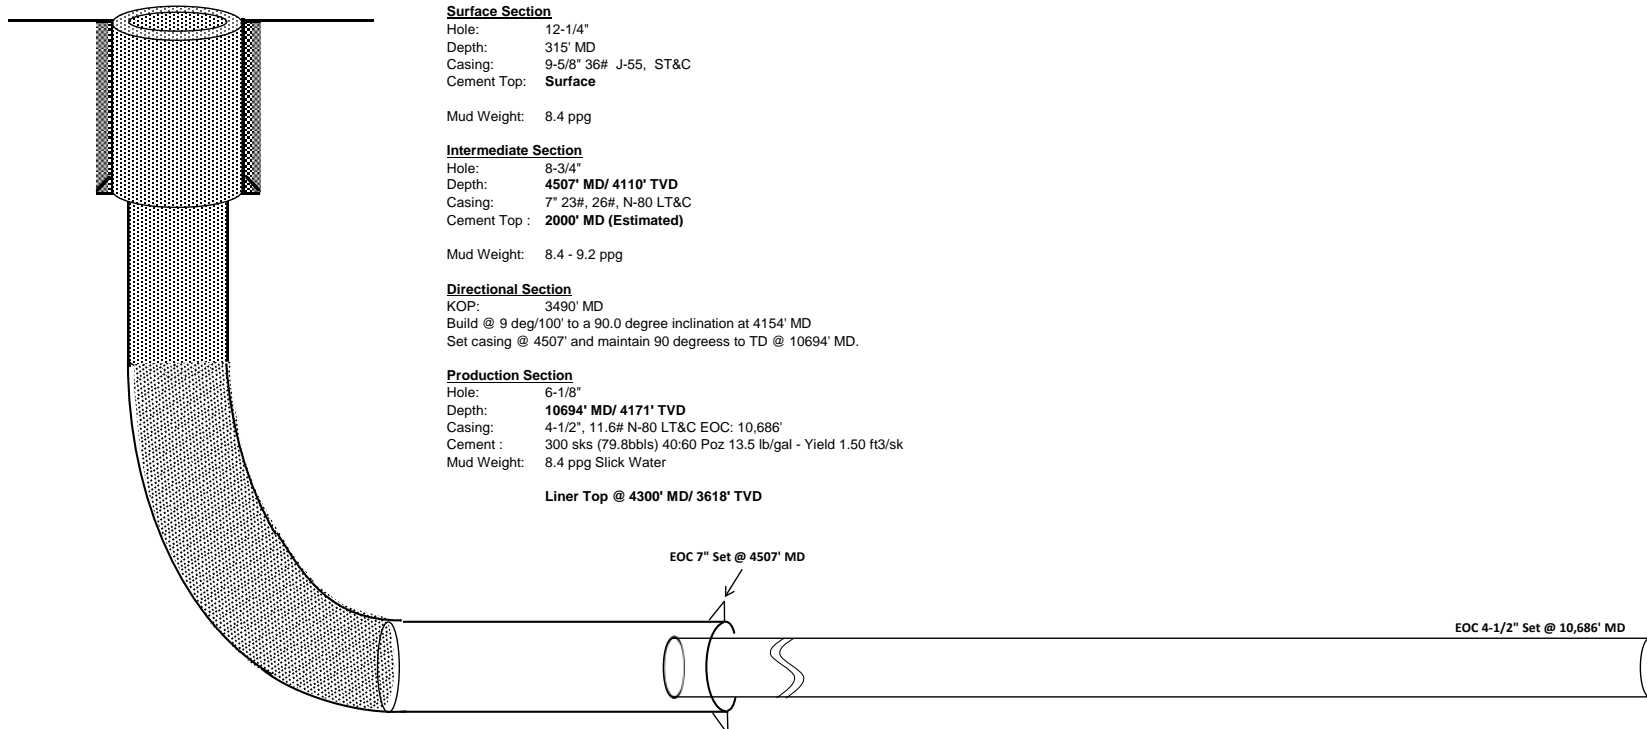 Surface Section
Hole: 12-1/4"
Depth: 315' MD
Casing: 9-5/8" 36# J-55, ST&C
Cement Top: Surface
Mud Weight: 8.4 ppg
Intermediate Section
Hole: 8-3/4"
Depth: 4507' MD/ 4110' TVD
Casing: 7" 23#, 26#, N-80 LT&C
Cement Top : 2000' MD (Estimated)
Mud Weight: 8.4 - 9.2 ppg
Directional Section
KOP: 3490' MD
Build @ 9 deg/100' to a 90.0 degree inclination at 4154' MD
Set casing @ 4507' and maintain 90 degreess to TD @ 10694' MD.
Production Section
Hole: 6-1/8"
Depth: 10694' MD/ 4171' TVD
Casing: 4-1/2", 11.6# N-80 LT&C EOC: 10,686'
Cement : 300 sks (79.8bbls) 40:60 Poz 13.5 lb/gal - Yield 1.50 ft3/sk
Mud Weight: 8.4 ppg Slick Water
Liner Top @ 4300' MD/ 3618' TVD
EOC 7" Set @ 4507' MD
EOC 4-1/2" Set @ 10,686' MD